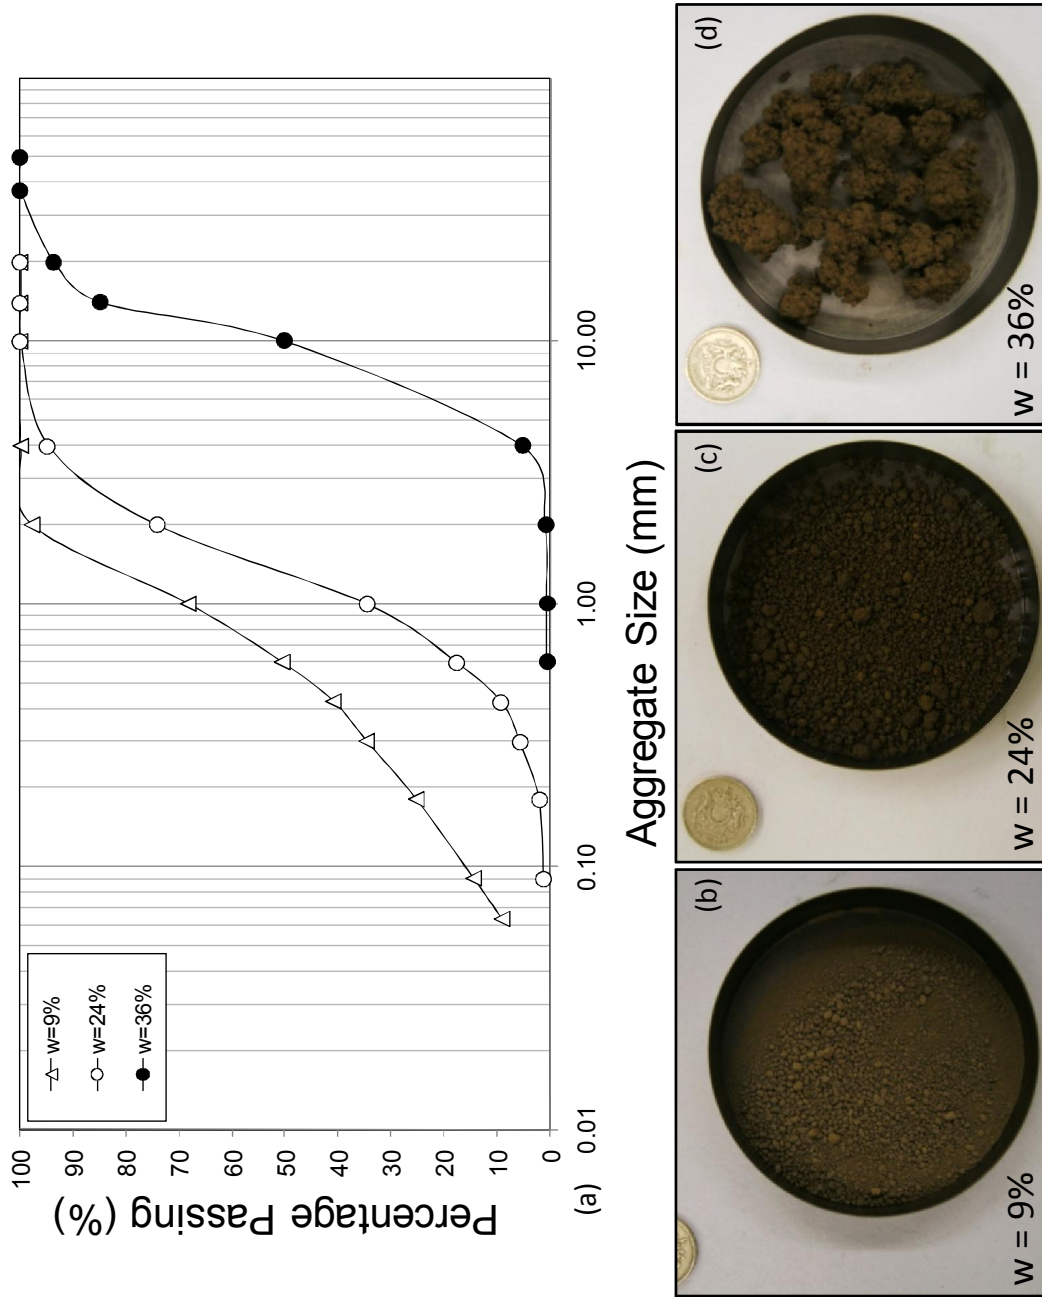 w=9%
w=24%
w=36%
100
90
80
70
60
50
40
30
20
10
0
Percentage Passing (%)
0.01
0.10
1.00
10.00
(a)
Aggregate Size (mm)
(b)
w = 9%
(c)
w = 24%
(d)
w = 36%